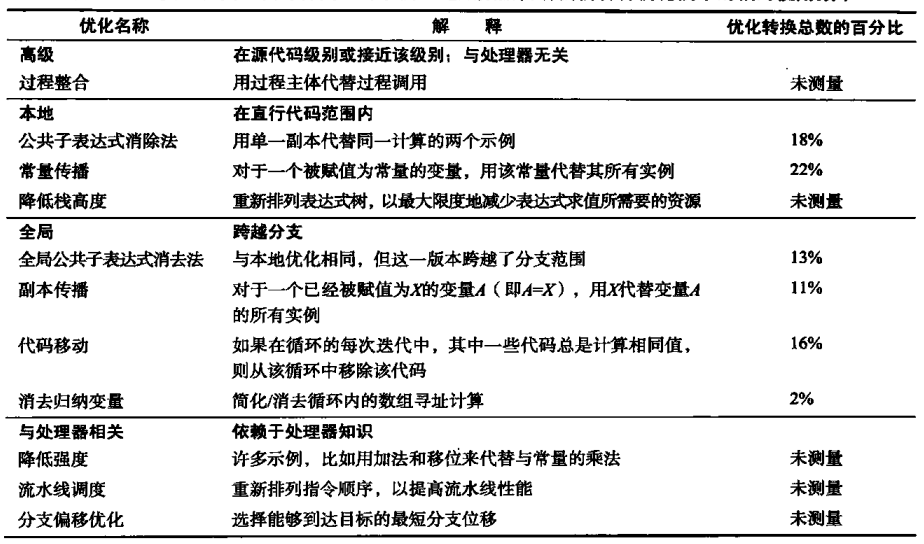 优化名称 解 释 优化转换总数的百分比
高级 在源代码级别或接近该级别；与处理器无关
过程整合 用过程主体代替过程调用 未测量
本地 在直行代码范围内
公共子表达式消除法 用单一副本代替同一计算的两个示例 18%
常量传播 对于一个被赋值为常量的变量，用该常量代替其所有实例 22%
降低栈高度 重新排列表达式树，以最大限度地减少表达式求值所需要的资源 未测量
全局 跨越分支
全局公共子表达式消去法 与本地优化相同，但这一版本跨越了分支范围 13%
副本传播 对于一个已经被赋值为X的变量A（即A=X），用X代替变量A 11%
的所有实例
代码移动 如果在循环的每次迭代中，其中一些代码总是计算相同值， 16%
则从该循环中移除该代码
消去归纳变量 简化/消去循环内的数组寻址计算 2%
与处理器相关 依赖于处理器知识
降低强度 许多示例，比如用加法和移位来代替与常量的乘法 未测量
流水线调度 重新排列指令顺序，以提高流水线性能 未测量
分支偏移优化 选择能够到达目标的最短分支位移 未测量